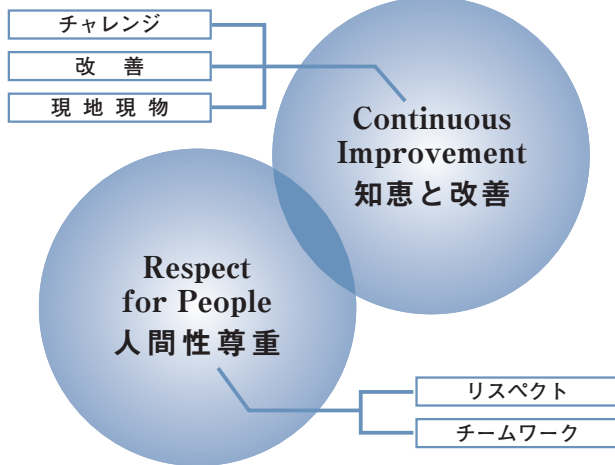 チャレンジ
改善
現地現物
Continuous
Improvement
知恵と改善
Respect
for People
人間性尊重
リスペクト
チームワーク